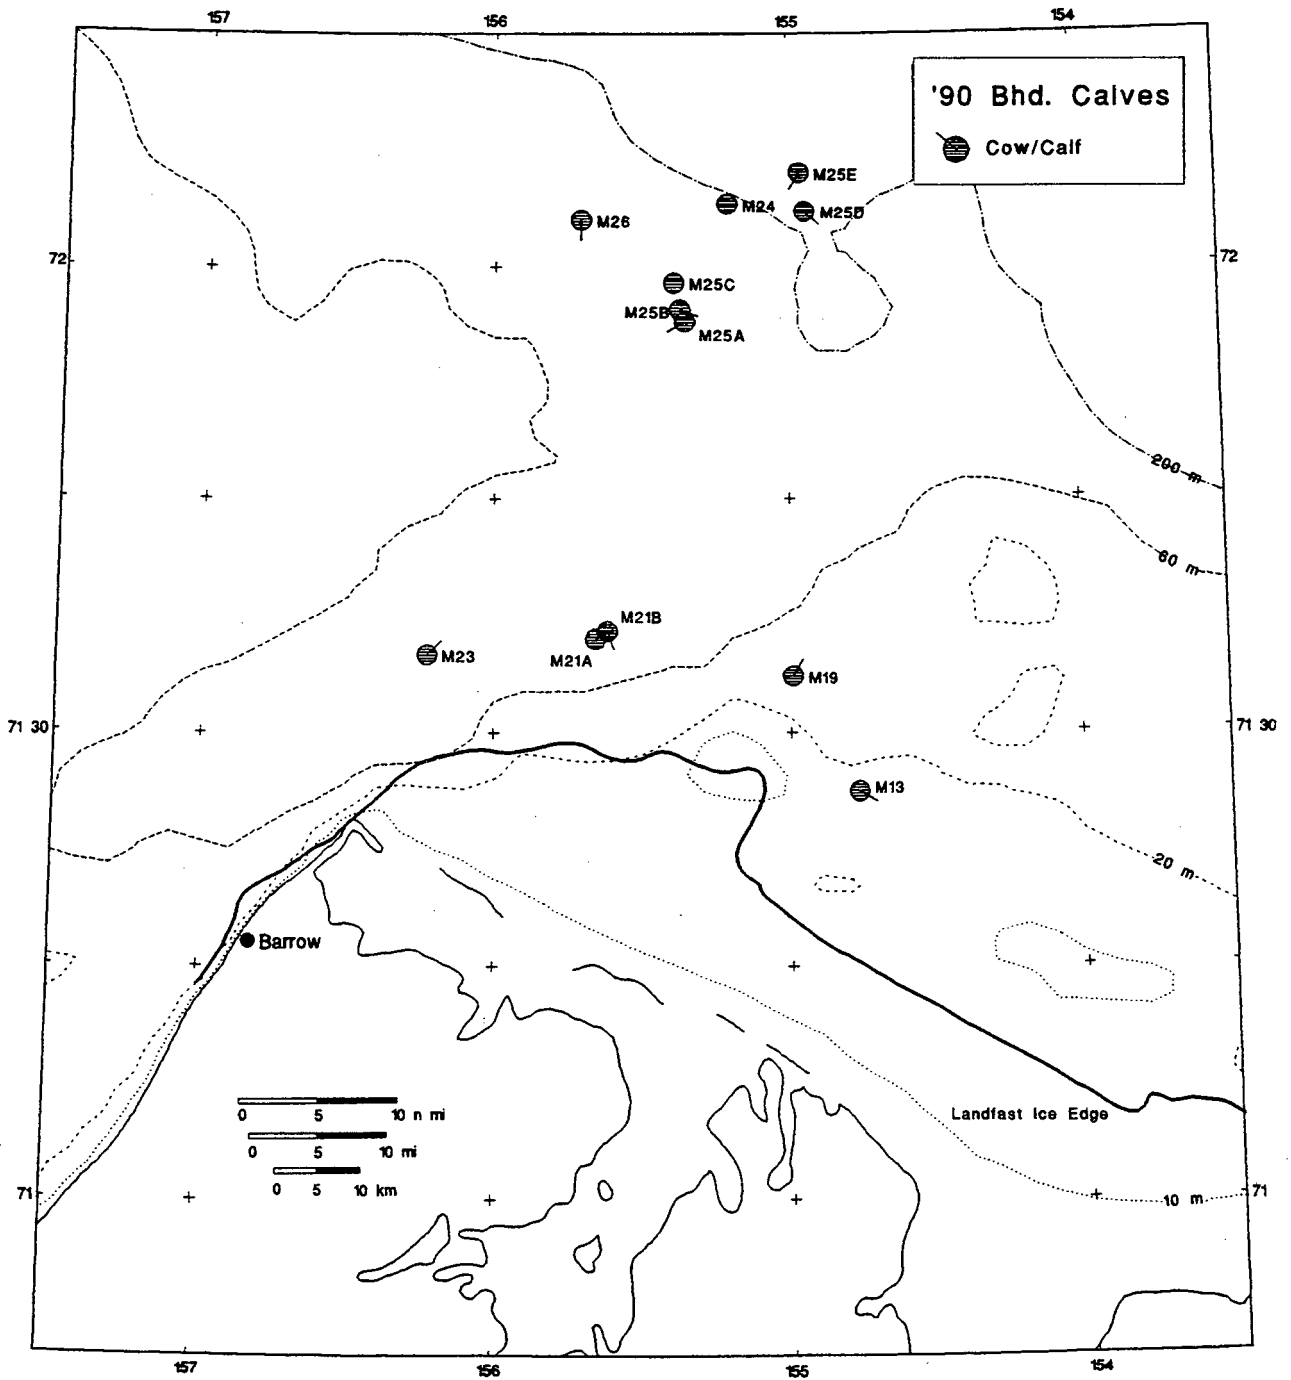 157 156 155 154
'90 Bhd. Calves
Cow/Calf
M25E
M24
M25D
M26
72
72
M25C
M25B
M25A
200 m
60 m
M21B
M23
M21A
M19
71 30
71 30
M13
20 m
Barrow
0 5 10 n mi
Landfast Ice Edge
0 5 10 mi
0 5 10 km
71
10 m
71
157 156 155 154